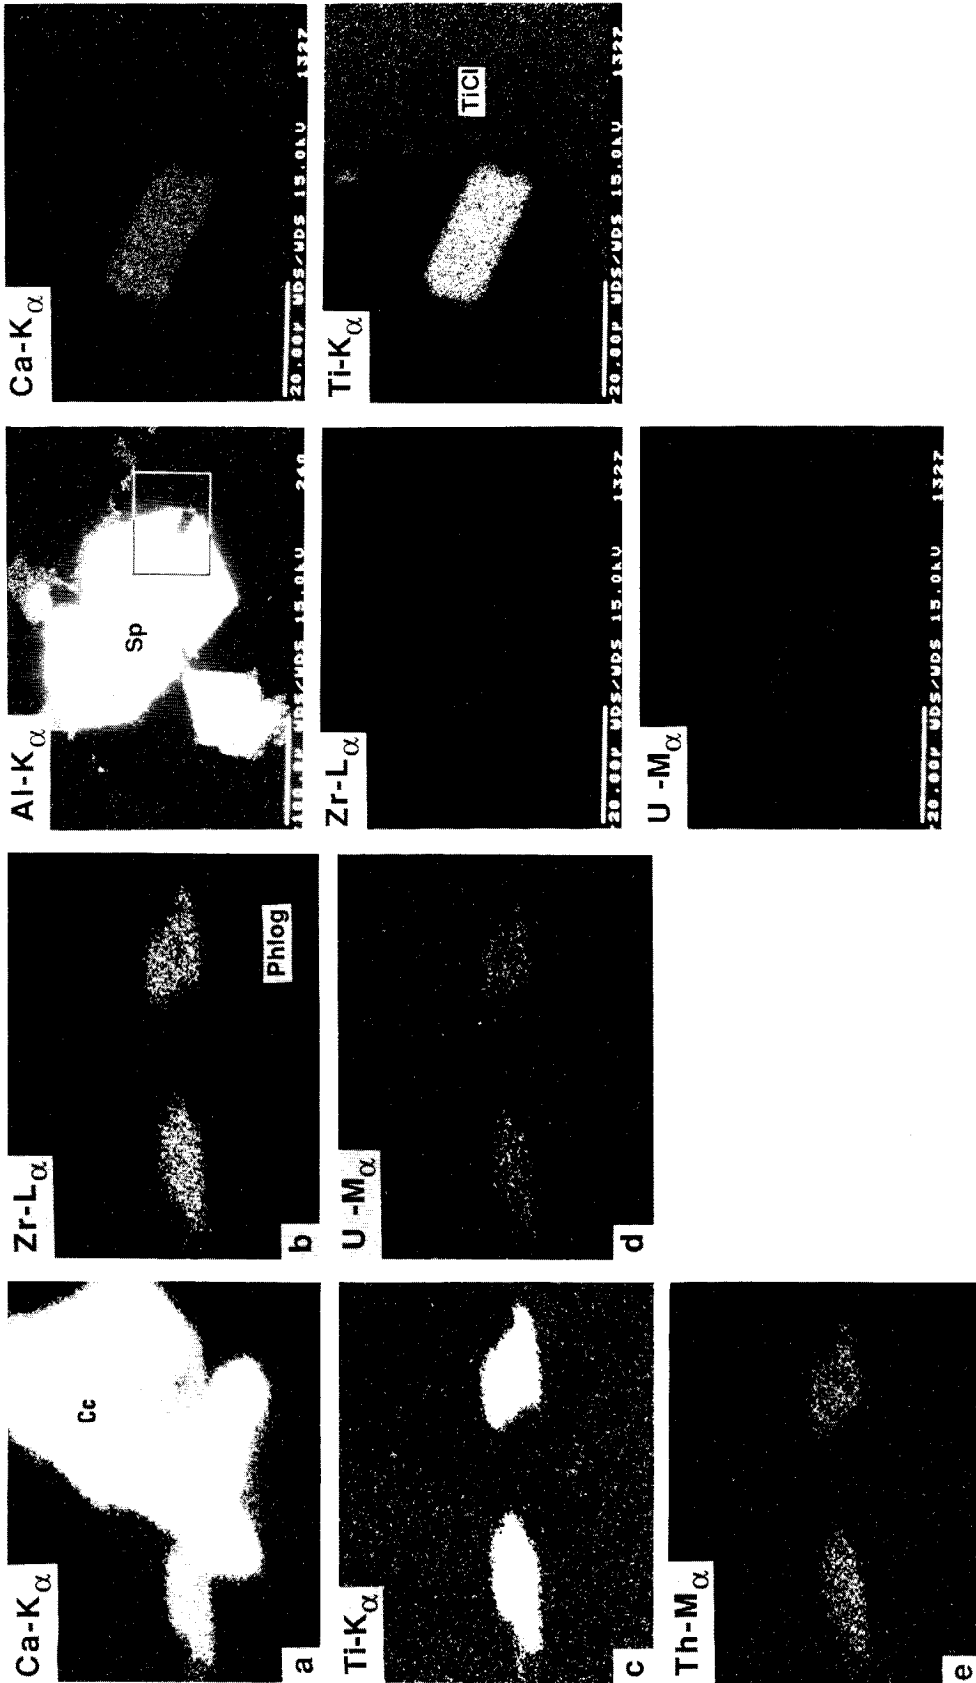 Ca-Kα
Cc
a
Zr-Lα
Phlog
b
Al-Kα
Sp
15.0kV
Ca-Kα
20.00µ WDS/WDS 15.0kV 1327
Ti-Kα
c
U -Mα
d
Zr-Lα
20.00µ WDS/WDS 15.0kV 1327
Ti-Kα
TiCl
20.00µ WDS/WDS 15.0kV 1327
Th-Mα
e
U -Mα
20.00µ WDS/WDS 15.0kV 1327